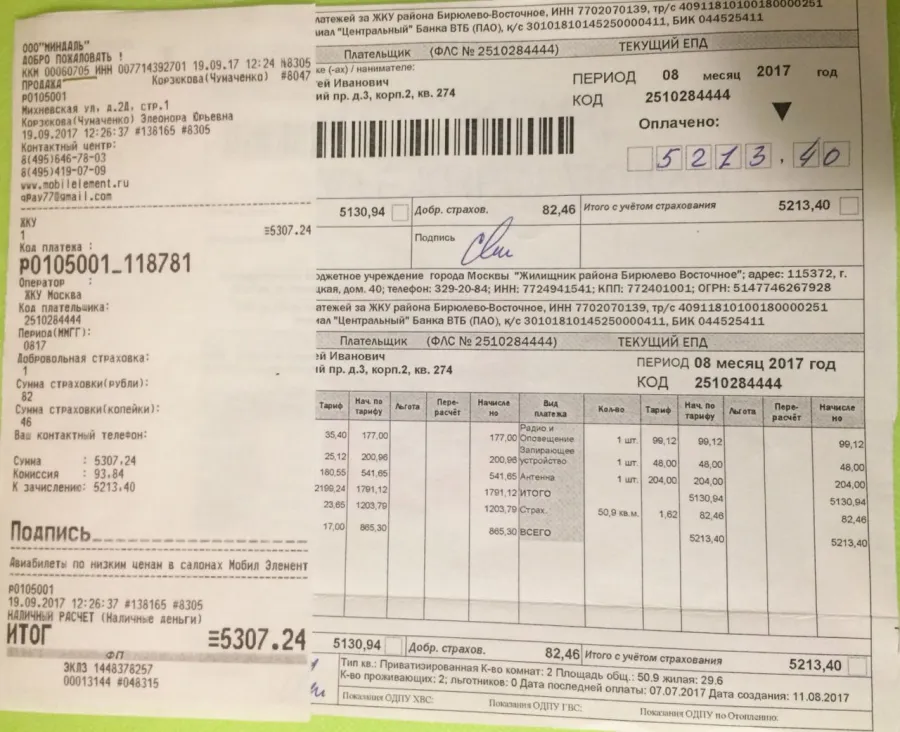 ООО"МИНДАЛЬ"
ДОБРО ПОЖАЛОВАТЬ !
ККМ 00060705 ИНН 007714392701 19.09.17 12:24 №8305
ПРОДАЖА Корзекова(Чумаченко) #8047
P0105001
Михневская ул, д.2Д, стр.1
Корзекова(Чумаченко) Элеонора Юрьевна
19.09.2017 12:26:37 #138165 #8305
Контактный центр:
8(495)646-78-03
8(495)419-07-09
www.mobilelement.ru
qPay77@gmail.com
ЖКУ
1 ≡5307.24
Код платежа :
P0105001_118781
Оператор :
ЖКУ Москва
Код плательщика:
2510284444
Период(ММГГ):
0817
Добровольная страховка:
1
Сумма страховки(рубли):
82
Сумма страховки(копейки):
46
Ваш контактный телефон:
Сумма : 5307.24
Комиссия : 93.84
К зачислению: 5213.40
Подпись
Авиабилеты по низким ценам в салонах Мобил Элемент
P0105001
19.09.2017 12:26:37 #138165 #8305
НАЛИЧНЫЙ РАСЧЕТ (Наличные деньги)
ИТОГ ≡5307.24
ФП
ЭКЛЗ 1448378257
00013144 #048315
латежей за ЖКУ района Бирюлево-Восточное, ИНН 7702070139, тр/с 40911810100180000251
иал "Центральный" Банка ВТБ (ПАО), к/с 30101810145250000411, БИК 044525411
Плательщик (ФЛС № 2510284444) ТЕКУЩИЙ ЕПД
ке (-ах) / нанимателе:
ей Иванович
ий пр. д.3, корп.2, кв. 274
ПЕРИОД 08 месяц 2017 год
КОД 2510284444
Оплачено:
5213,40
5130,94 Добр. страхов. 82,46 Итого с учётом страхования 5213,40
Подпись
юджетное учреждение города Москвы "Жилищник района Бирюлево Восточное"; адрес: 115372, г.
цкая, дом. 40; телефон: 329-20-84; ИНН: 7724941541; КПП: 772401001; ОГРН: 5147746267928
латежей за ЖКУ района Бирюлево-Восточное, ИНН 7702070139, тр/с 40911810100180000251
иал "Центральный" Банка ВТБ (ПАО), к/с 30101810145250000411, БИК 044525411
Плательщик (ФЛС № 2510284444) ТЕКУЩИЙ ЕПД
ей Иванович
ий пр. д.3, корп.2, кв. 274
ПЕРИОД 08 месяц 2017 год
КОД 2510284444
Тариф Нач. по тарифу Льгота Пере-расчёт Начисле но Вид платежа Кол-во Тариф Нач. по тарифу Льгота Пере-расчёт Начисле но
35,40 177,00 177,00 Радио и Оповещение 1 шт. 99,12 99,12 99,12
25,12 200,96 200,96 Запирающее устройство 1 шт. 48,00 48,00 48,00
180,55 541,65 541,65 Антенна 1 шт. 204,00 204,00 204,00
2199,24 1791,12 1791,12 ИТОГО 5130,94 5130,94
23,65 1203,79 1203,79 Страх. 50,9 кв.м. 1,62 82,46 82,46
17,00 865,30 865,30 ВСЕГО 5213,40 5213,40
5130,94 Добр. страхов. 82,46 Итого с учётом страхования 5213,40
Тип кв.: Приватизированная К-во комнат: 2 Площадь общ.: 50.9 жилая: 29.6
К-во проживающих: 2; льготников: 0 Дата последней оплаты: 07.07.2017 Дата создания: 11.08.2017
Показания ОДПУ ХВС: Показания ОДПУ ГВС: Показания ОДПУ по Отоплению: